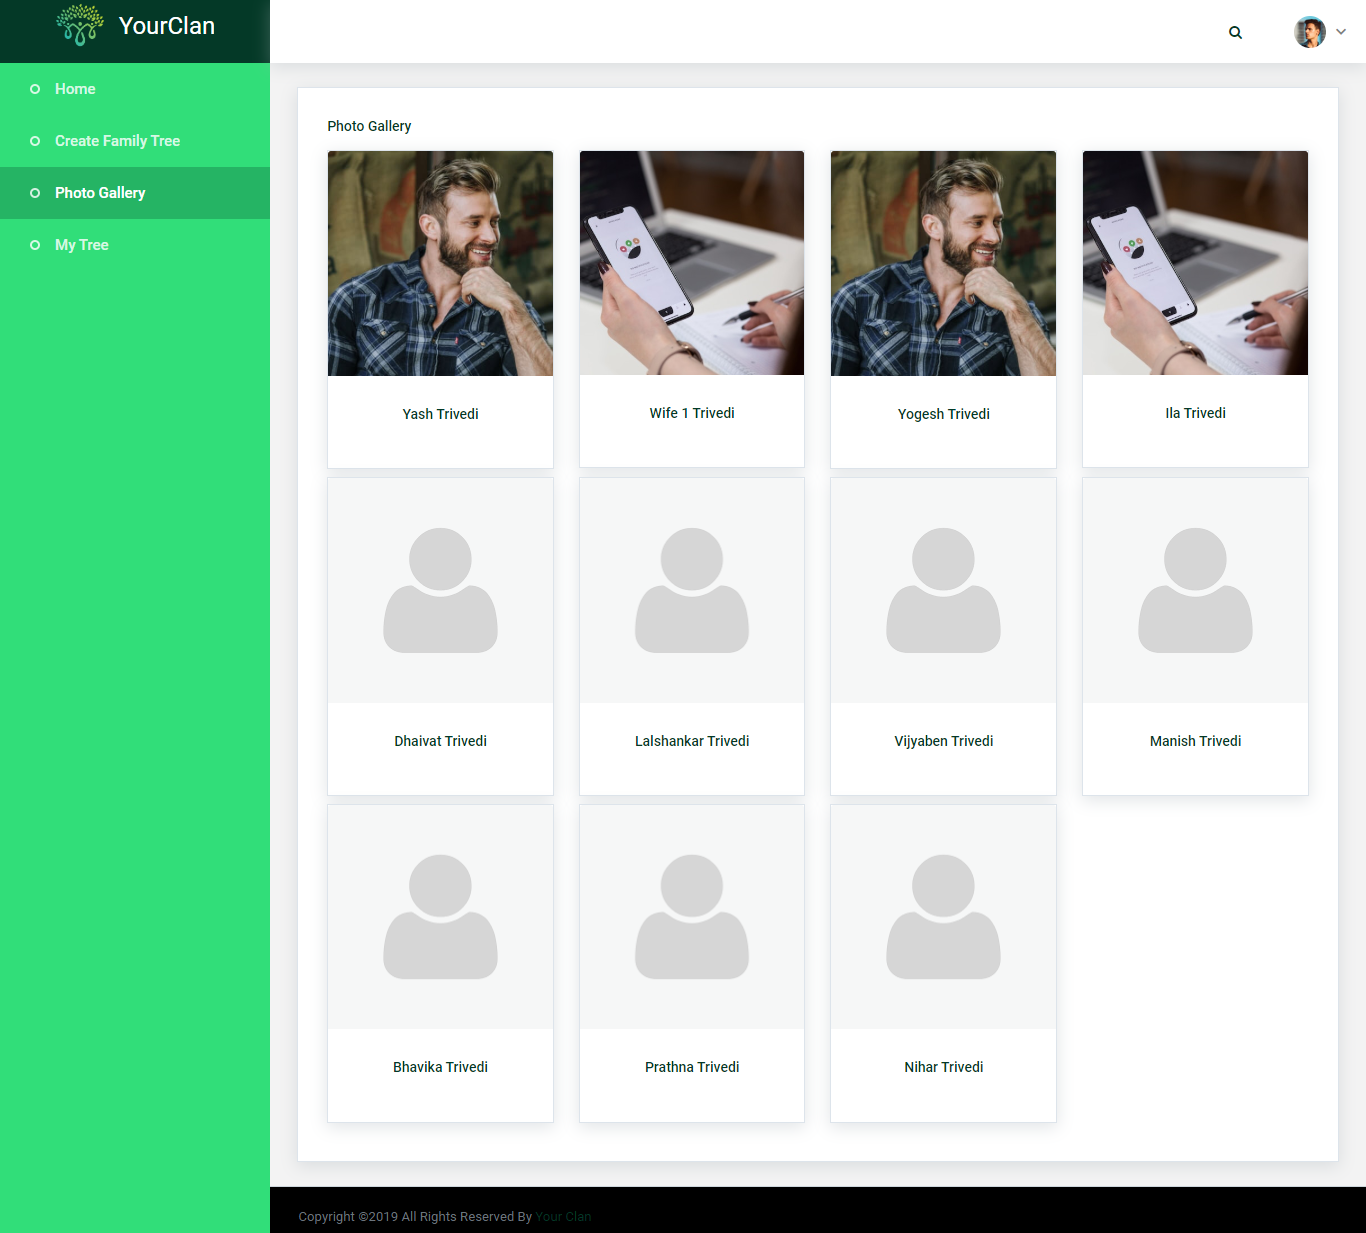 YourClan
Home
Create Family Tree
Photo Gallery
My Tree
Photo Gallery
Yash Trivedi
Wife 1 Trivedi
Yogesh Trivedi
Ila Trivedi
Dhaivat Trivedi
Lalshankar Trivedi
Vijyaben Trivedi
Manish Trivedi
Bhavika Trivedi
Prathna Trivedi
Nihar Trivedi
Copyright ©2019 All Rights Reserved By Your Clan